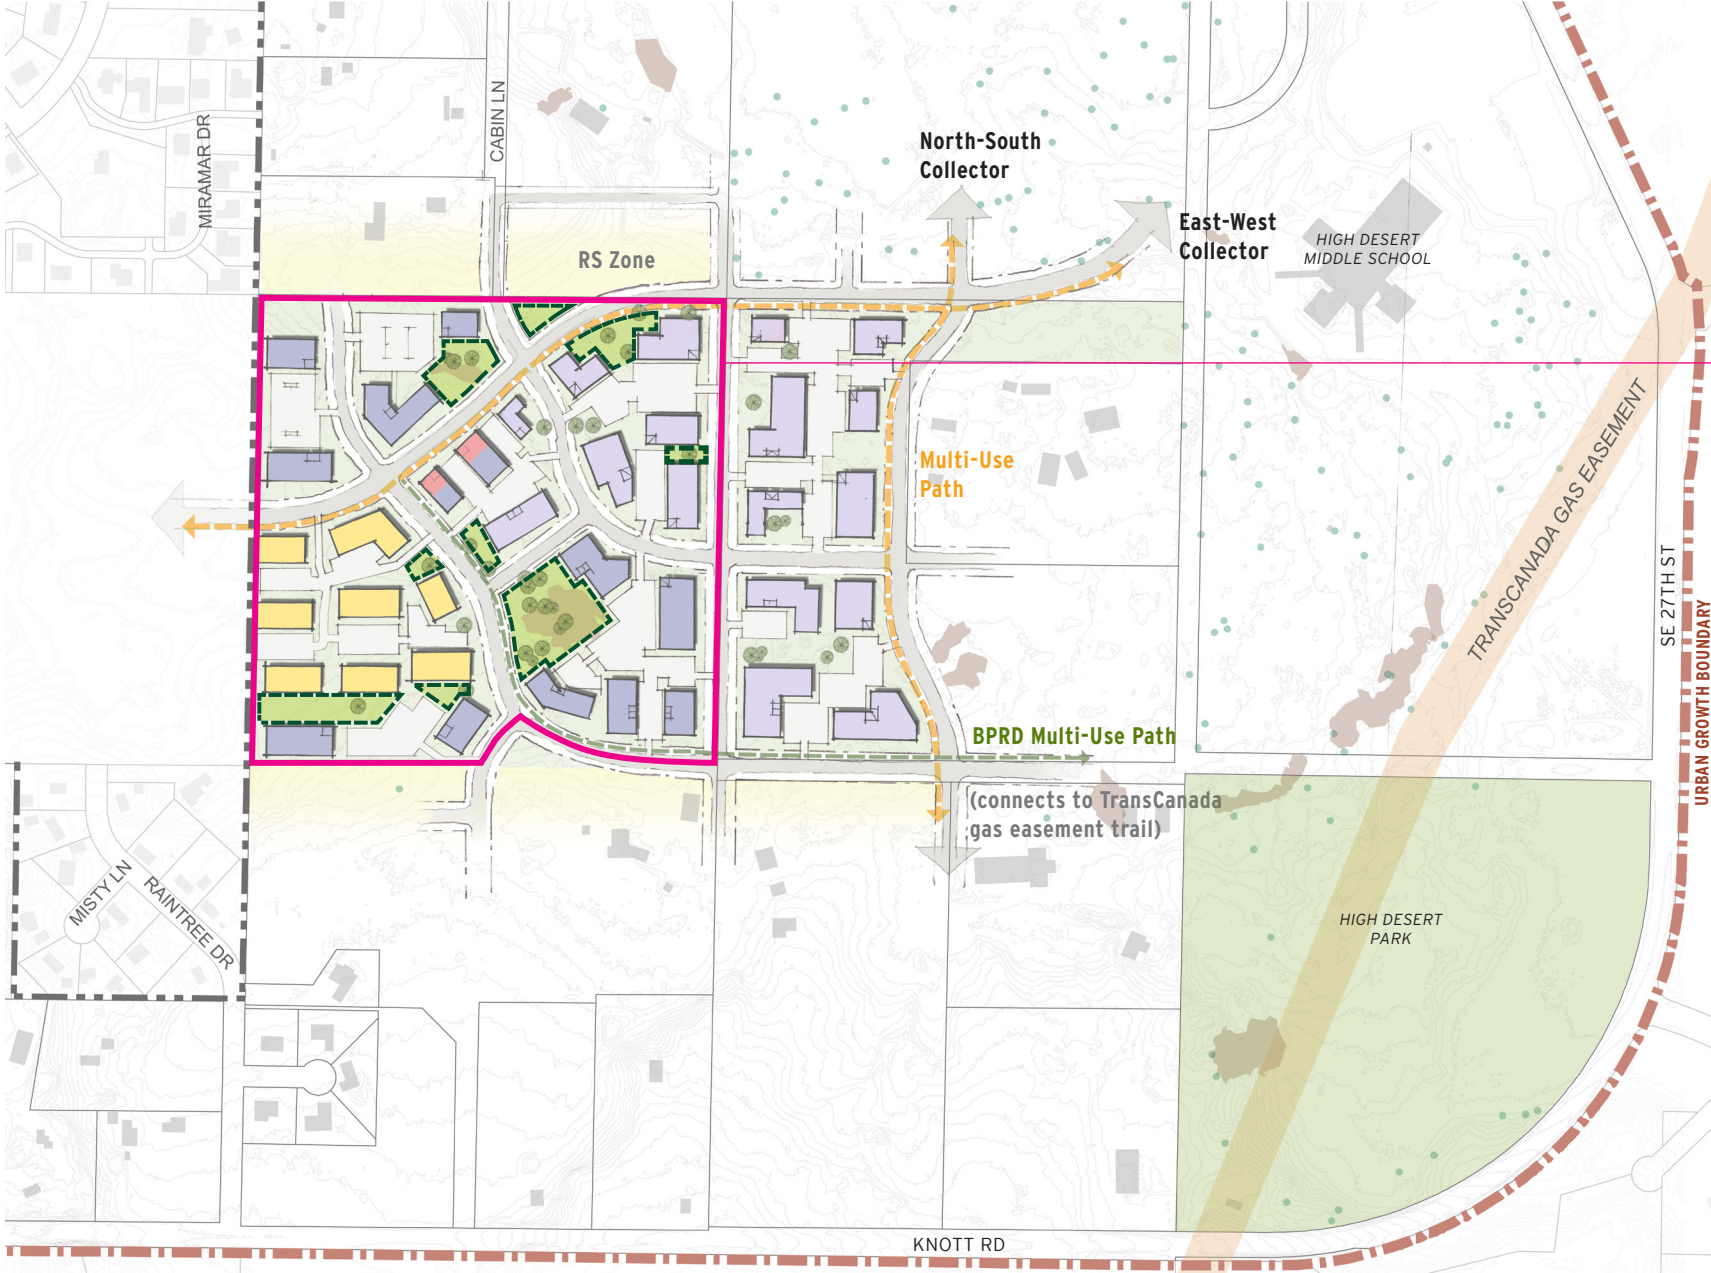 MIRAMAR DR
CABIN LN
North-South
Collector
East-West
Collector
RS Zone
HIGH DESERT
MIDDLE SCHOOL
Multi-Use
Path
TRANSCANADA GAS EASEMENT
SE 27TH ST
URBAN GROWTH BOUNDARY
BPRD Multi-Use Path
(connects to TransCanada
gas easement trail)
MISTY LN
RAINTREE DR
HIGH DESERT
PARK
KNOTT RD